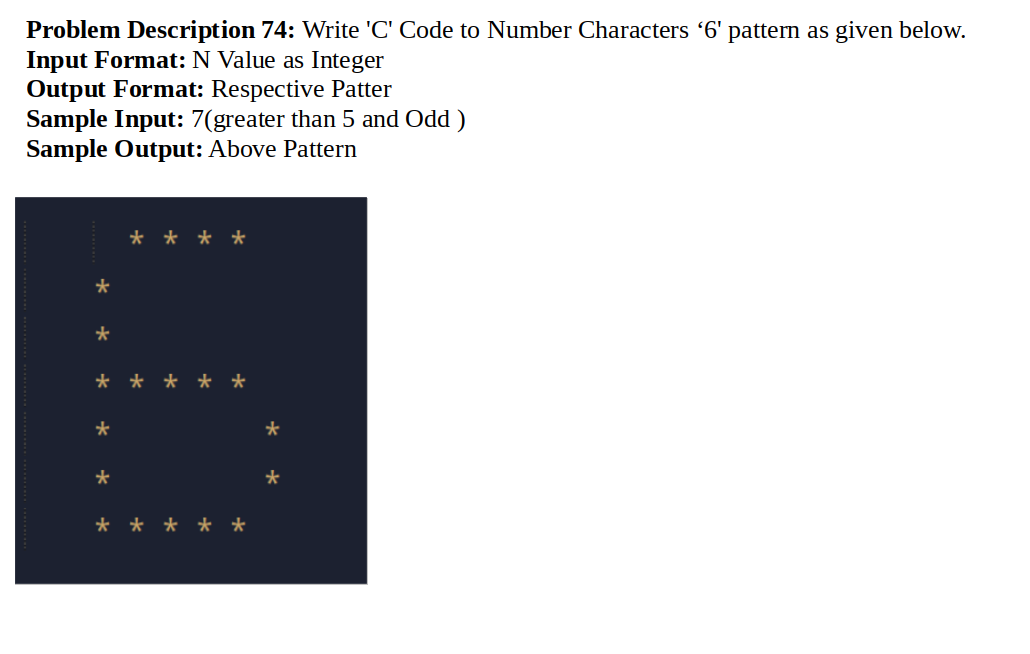 Problem Description 74: Write 'C' Code to Number Characters ‘6' pattern as given below.
Input Format: N Value as Integer
Output Format: Respective Patter
Sample Input: 7(greater than 5 and Odd )
Sample Output: Above Pattern
* * * *
*
*
* * * * *
* *
* *
* * * * *